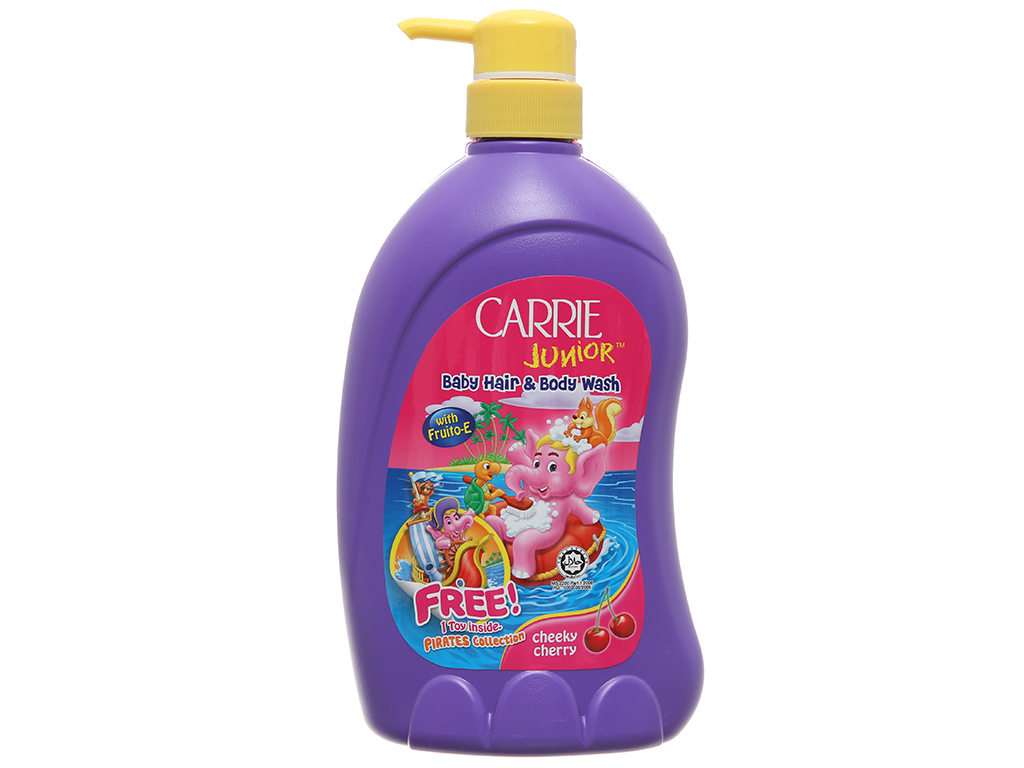 CARRIE
JUNIOR™
Baby Hair & Body Wash
with
Fruito-E
FREE!
1 Toy inside.
PIRATES Collection
cheeky
cherry